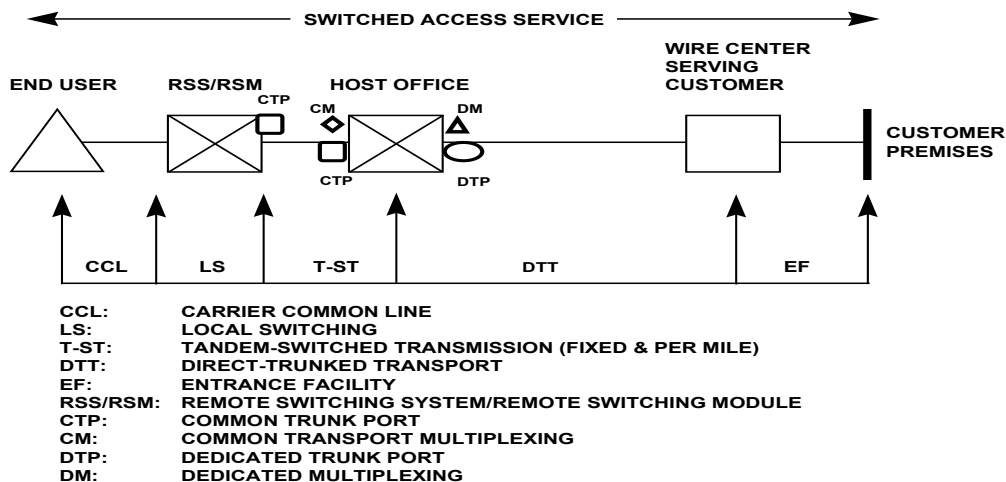 SWITCHED ACCESS SERVICE
WIRE CENTER
SERVING
CUSTOMER
END USER
RSS/RSM
HOST OFFICE
CTP
CM
DM
CUSTOMER
PREMISES
CTP
DTP
CCL
LS
T-ST
DTT
EF
CCL: CARRIER COMMON LINE
LS: LOCAL SWITCHING
T-ST: TANDEM-SWITCHED TRANSMISSION (FIXED & PER MILE)
DTT: DIRECT-TRUNKED TRANSPORT
EF: ENTRANCE FACILITY
RSS/RSM: REMOTE SWITCHING SYSTEM/REMOTE SWITCHING MODULE
CTP: COMMON TRUNK PORT
CM: COMMON TRANSPORT MULTIPLEXING
DTP: DEDICATED TRUNK PORT
DM: DEDICATED MULTIPLEXING